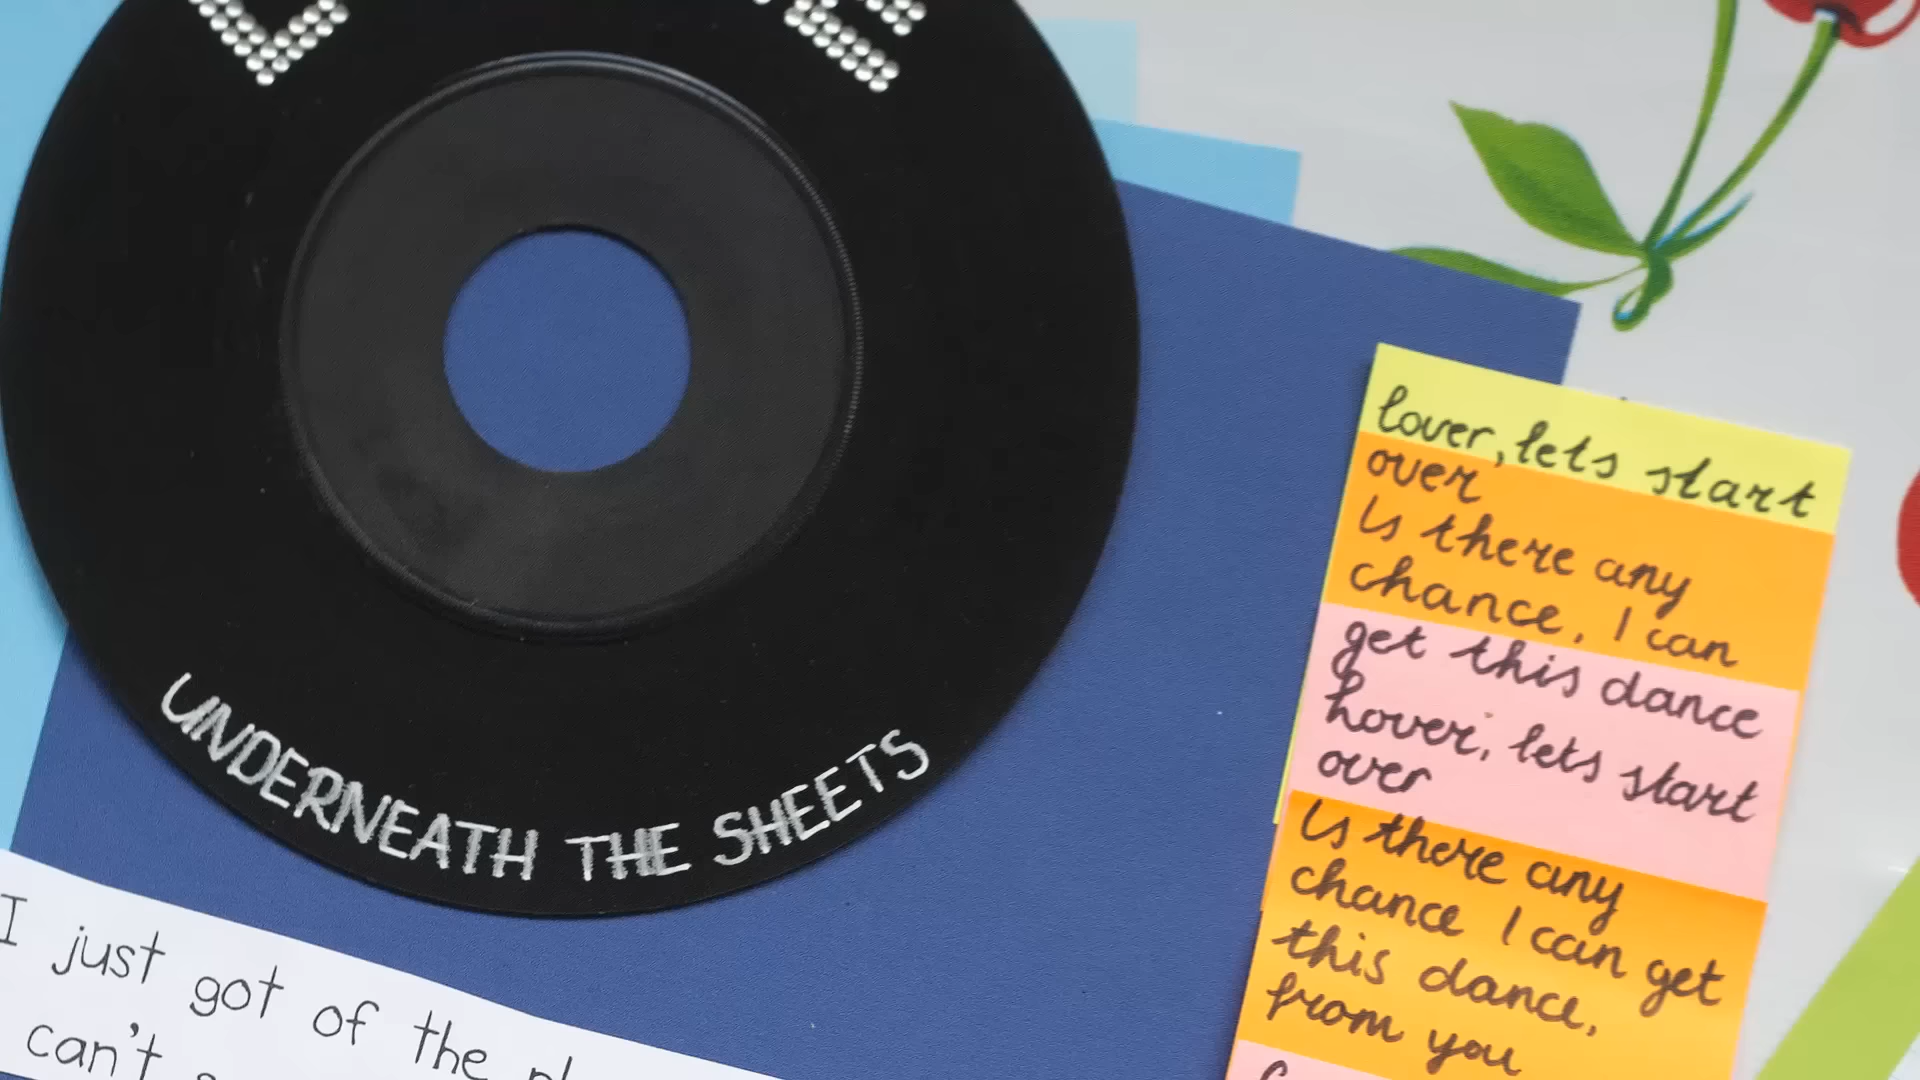 UNDERNEATH THE SHEETS
lover, lets start
over
Is there any
chance, I can
get this dance
hover, lets start
over
Is there any
chance I can get
this dance,
from you
I just got of the
can't